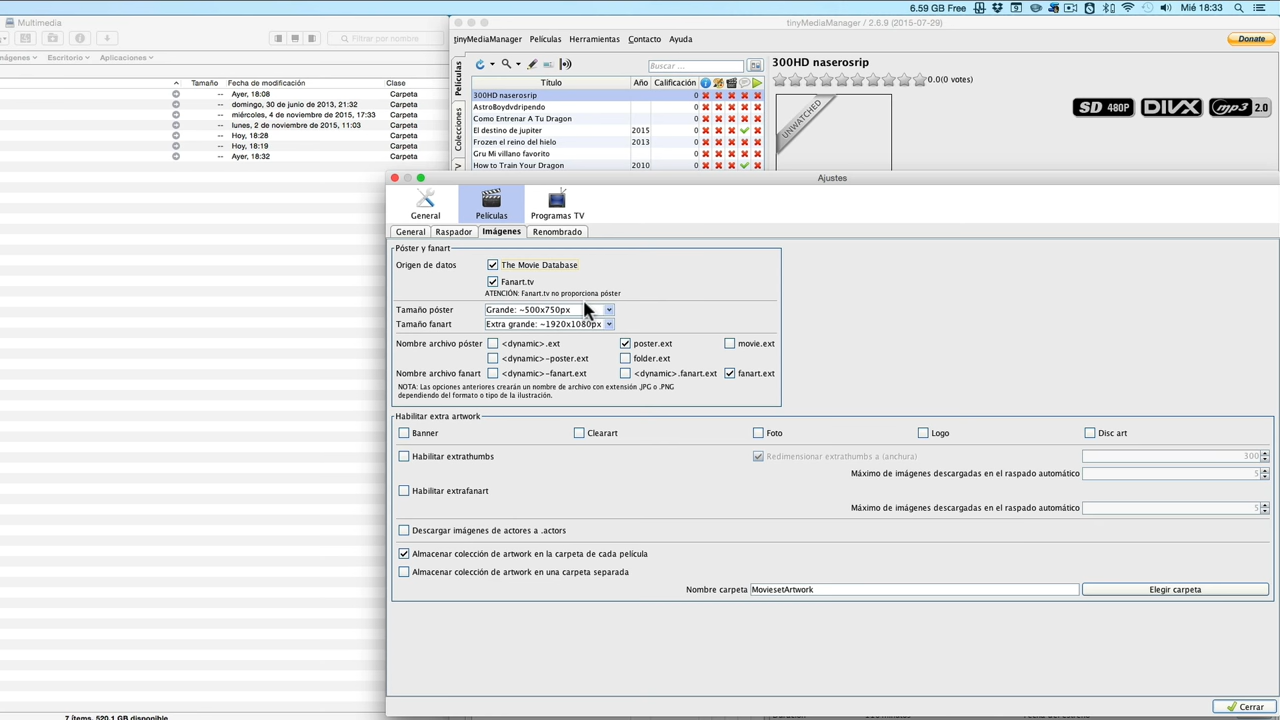 6.59 GB Free
Mié 18:33
Multimedia
Filtrar por nombre
Imágenes
Escritorio
Aplicaciones
Tamaño
Fecha de modificación
Clase
-- Ayer, 18:08 Carpeta
-- domingo, 30 de junio de 2013, 21:32 Carpeta
-- miércoles, 4 de noviembre de 2015, 17:33 Carpeta
-- lunes, 2 de noviembre de 2015, 11:03 Carpeta
-- Hoy, 18:28 Carpeta
-- Hoy, 18:19 Carpeta
-- Ayer, 18:32 Carpeta
7 ítems, 520,1 GB disponible
tinyMediaManager / 2.6.9 (2015-07-29)
tinyMediaManager Películas Herramientas Contacto Ayuda
Donate
Películas
Colecciones
Buscar ...
Título Año Calificación
300HD naserosrip 0
AstroBoydvdripendo 0
Como Entrenar A Tu Dragon 0
El destino de jupiter 2015 0
Frozen el reino del hielo 2013 0
Gru Mi villano favorito 0
How to Train Your Dragon 2010 0
300HD naserosrip
0.0(0 votes)
UNWATCHED
SD 480P
DIVX
mp3 2.0
Ajustes
General
Películas
Programas TV
General Raspador Imágenes Renombrado
Póster y fanart
Origen de datos The Movie Database
Fanart.tv
ATENCIÓN: Fanart.tv no proporciona póster
Tamaño póster Grande: ~500x750px
Tamaño fanart Extra grande: ~1920x1080px
Nombre archivo póster <dynamic>.ext poster.ext movie.ext
<dynamic>-poster.ext folder.ext
Nombre archivo fanart <dynamic>-fanart.ext <dynamic>.fanart.ext fanart.ext
NOTA: Las opciones anteriores crearán un nombre de archivo con extensión .JPG o .PNG
dependiendo del formato o tipo de la ilustración.
Habilitar extra artwork
Banner Clearart Foto Logo Disc art
Habilitar extrathumbs Redimensionar extrathumbs a (anchura) 300
Máximo de imágenes descargadas en el raspado automático 5
Habilitar extrafanart
Máximo de imágenes descargadas en el raspado automático 5
Descargar imágenes de actores a .actors
Almacenar colección de artwork en la carpeta de cada película
Almacenar colección de artwork en una carpeta separada
Nombre carpeta MoviesetArtwork Elegir carpeta
Cerrar